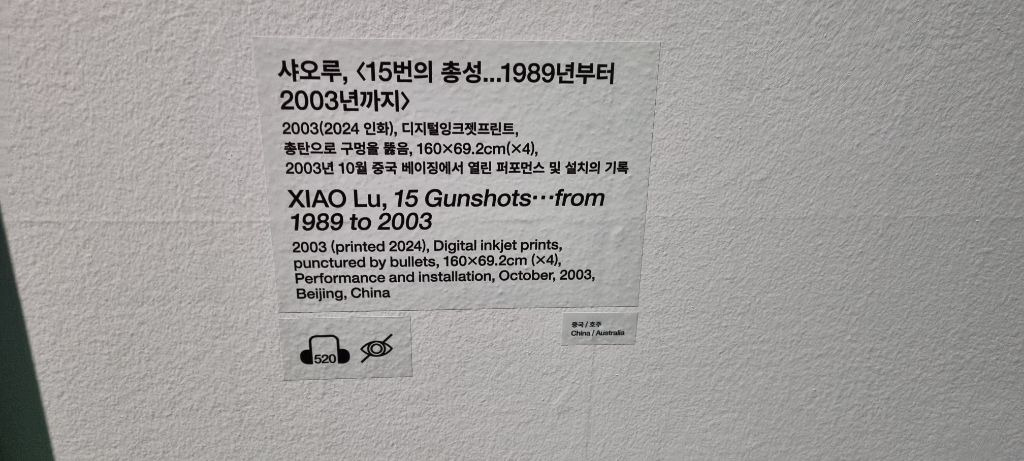 샤오루, 〈15번의 총성...1989년부터
2003년까지〉
2003(2024 인화), 디지털잉크젯프린트,
총탄으로 구멍을 뚫음, 160×69.2cm(×4),
2003년 10월 중국 베이징에서 열린 퍼포먼스 및 설치의 기록
XIAO Lu, 15 Gunshots···from
1989 to 2003
2003 (printed 2024), Digital inkjet prints,
punctured by bullets, 160×69.2cm (×4),
Performance and installation, October, 2003,
Beijing, China
520
중국 / 호주
China / Australia